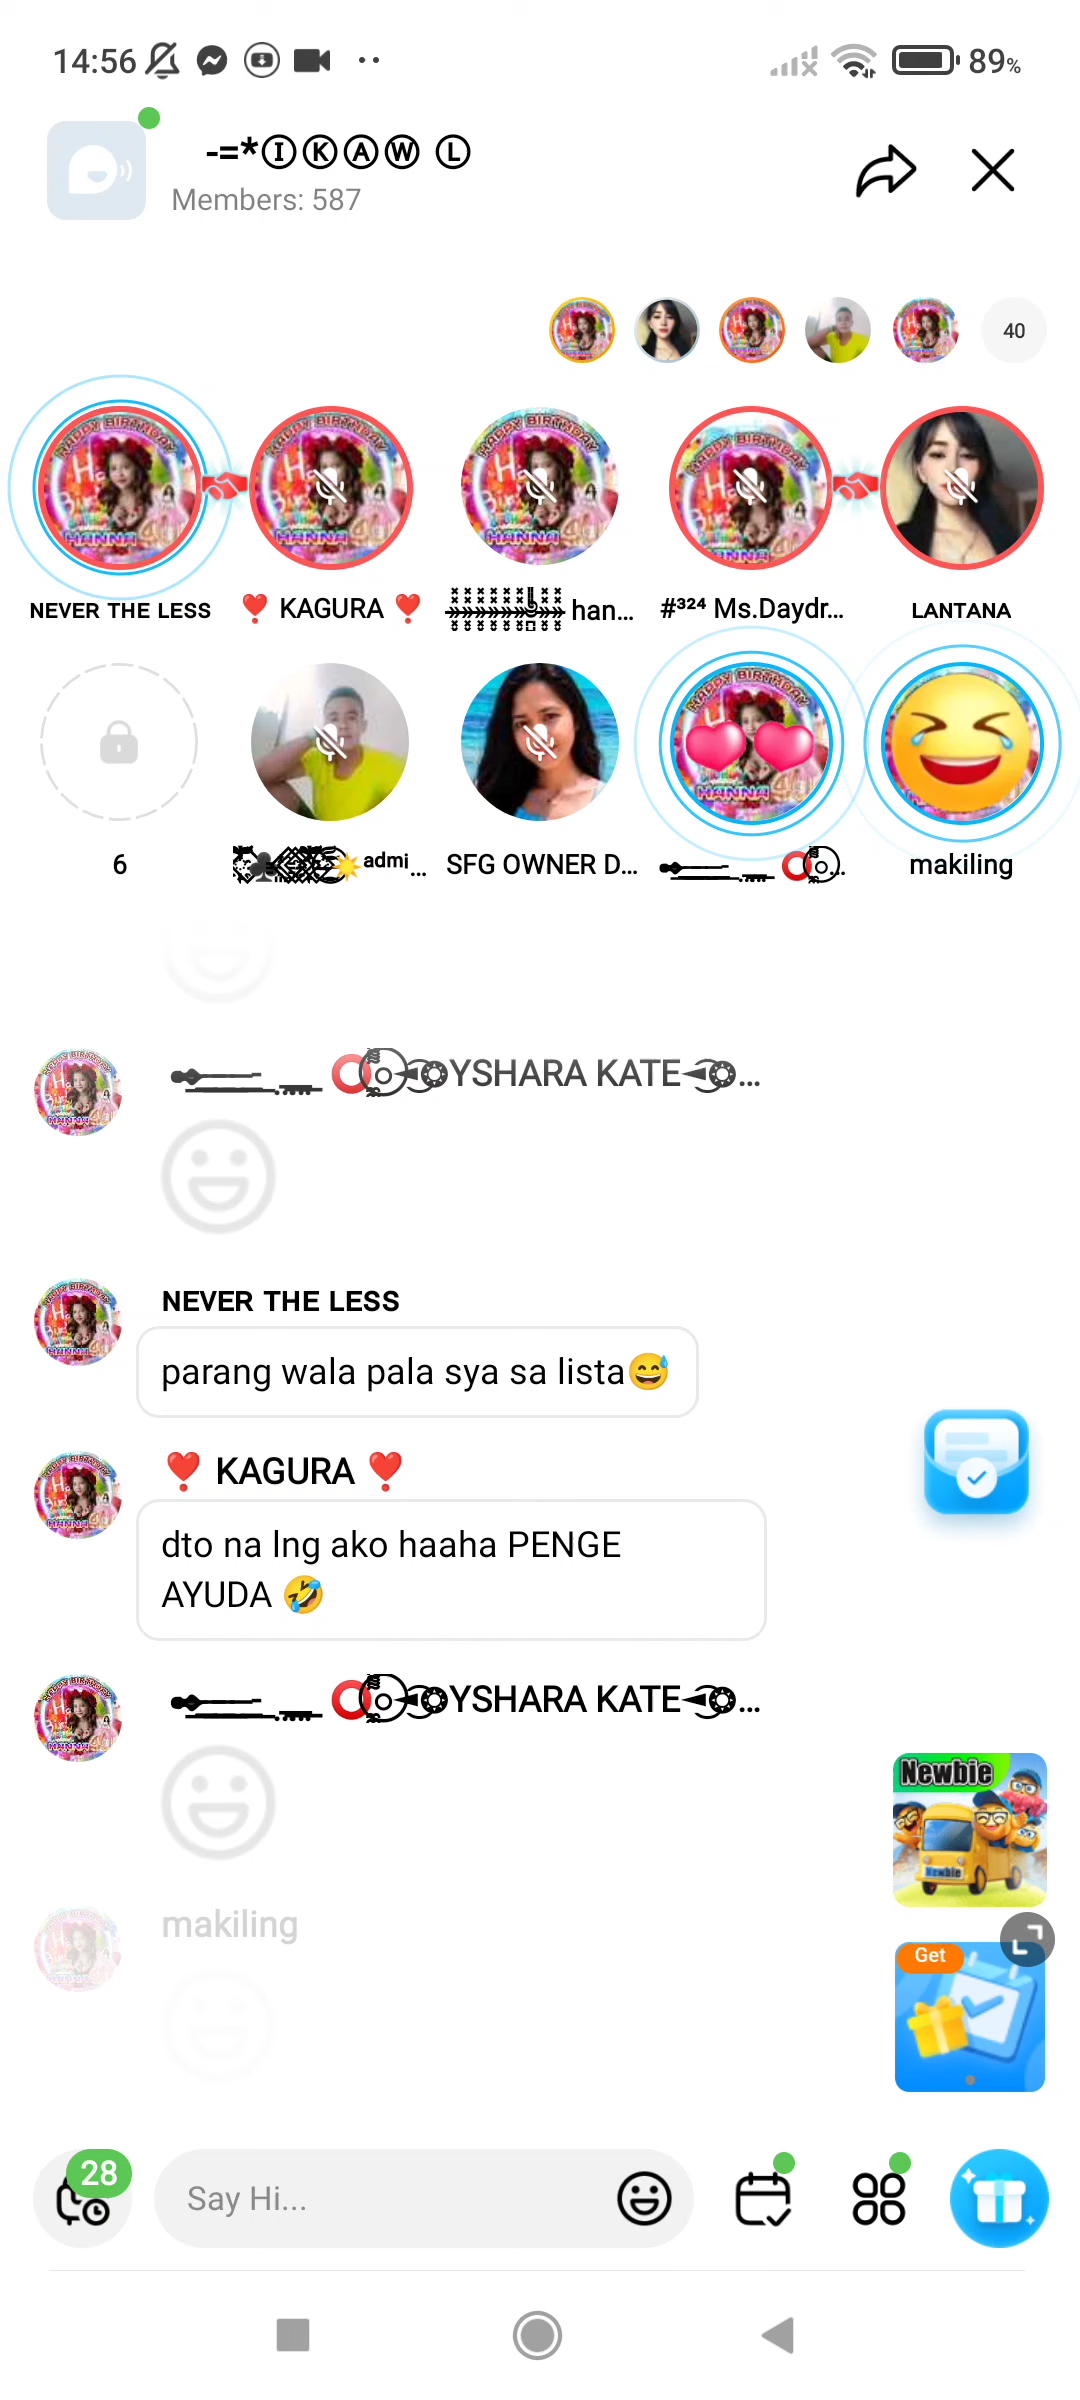 14:56
89%
-=*ⒾⓀⒶⓌ Ⓛ
Members: 587
40
NEVER THE LESS
❣ KAGURA ❣
han...
#³²⁴ Ms.Daydr...
LANTANA
6
ᵃᵈᵐⁱ...
SFG OWNER D...
makiling
YSHARA KATE...
NEVER THE LESS
parang wala pala sya sa lista😅
❣ KAGURA ❣
dto na lng ako haaha PENGE
AYUDA 🤣
YSHARA KATE...
Newbie
Newbie
makiling
Get
28
Say Hi...